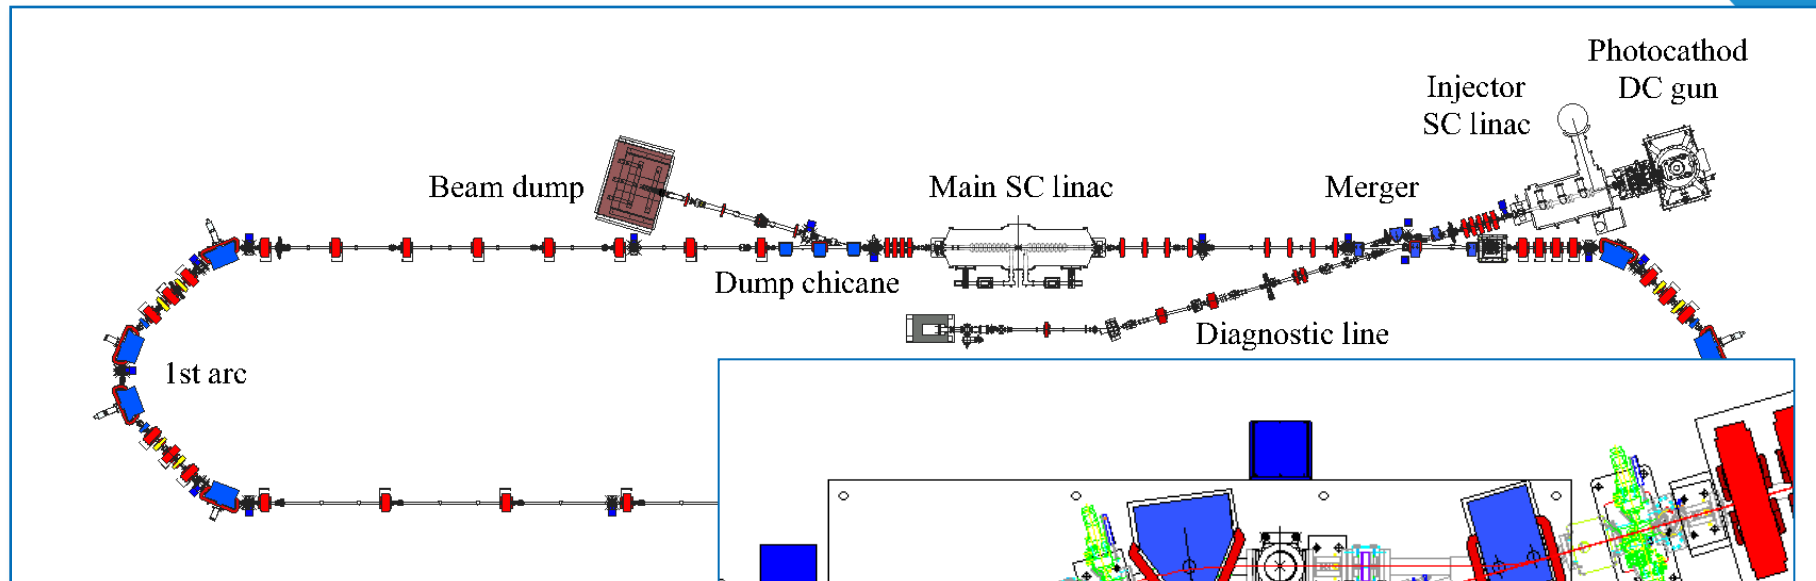 Photocathod
DC gun
Injector
SC linac
Beam dump
Main SC linac
Merger
Dump chicane
Diagnostic line
1st arc